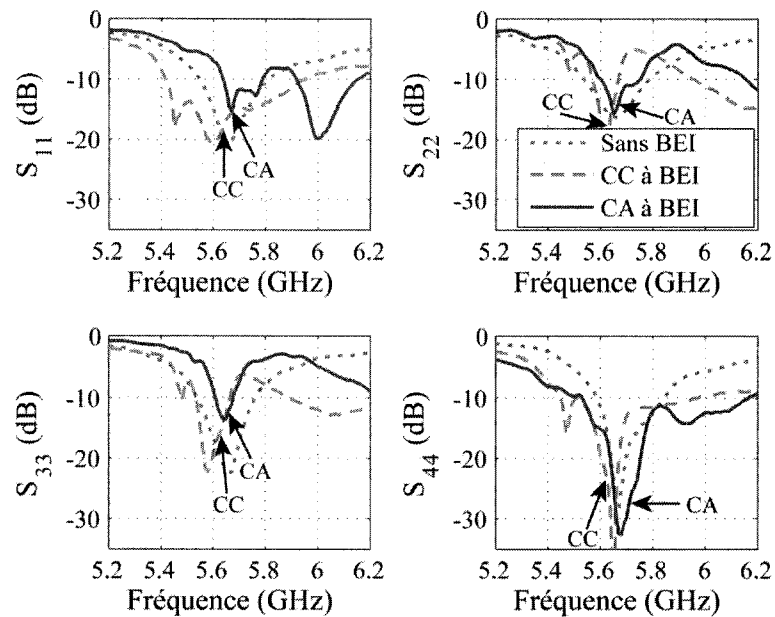 0
-10
-20
-30
S11 (dB)
CC
CA
5.2 5.4 5.6 5.8 6 6.2
Fréquence (GHz)
0
-10
-20
-30
S22 (dB)
CC
CA
Sans BEI
CC à BEI
CA à BEI
5.2 5.4 5.6 5.8 6 6.2
Fréquence (GHz)
0
-10
-20
-30
S33 (dB)
CA
CC
5.2 5.4 5.6 5.8 6 6.2
Fréquence (GHz)
0
-10
-20
-30
S44 (dB)
CC
CA
5.2 5.4 5.6 5.8 6 6.2
Fréquence (GHz)